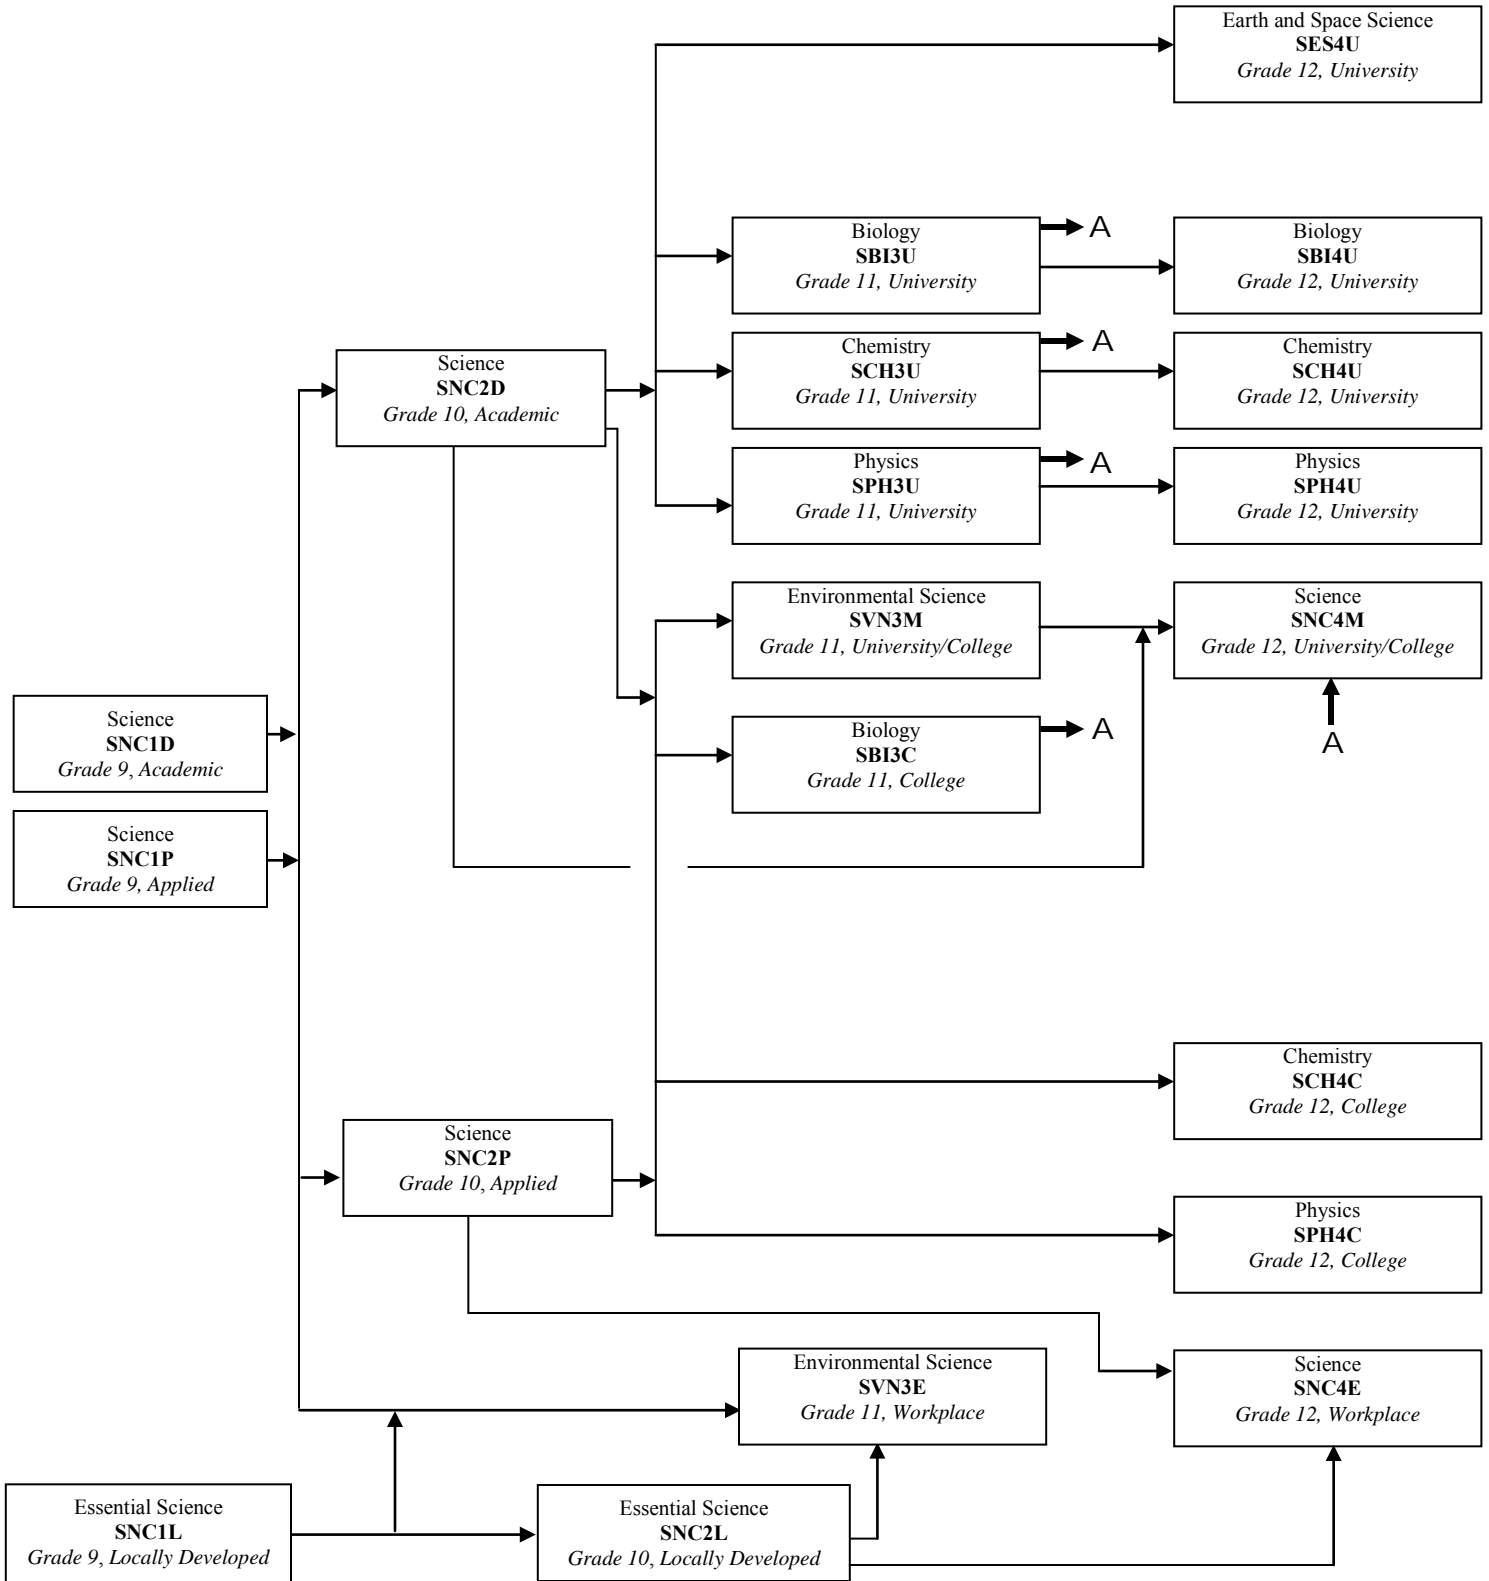 Earth and Space Science
SES4U
Grade 12, University
Biology
SBI3U
Grade 11, University
A
Biology
SBI4U
Grade 12, University
Science
SNC2D
Grade 10, Academic
Chemistry
SCH3U
Grade 11, University
A
Chemistry
SCH4U
Grade 12, University
Physics
SPH3U
Grade 11, University
A
Physics
SPH4U
Grade 12, University
Environmental Science
SVN3M
Grade 11, University/College
Science
SNC4M
Grade 12, University/College
A
Science
SNC1D
Grade 9, Academic
Biology
SBI3C
Grade 11, College
A
Science
SNC1P
Grade 9, Applied
Chemistry
SCH4C
Grade 12, College
Science
SNC2P
Grade 10, Applied
Physics
SPH4C
Grade 12, College
Environmental Science
SVN3E
Grade 11, Workplace
Science
SNC4E
Grade 12, Workplace
Essential Science
SNC1L
Grade 9, Locally Developed
Essential Science
SNC2L
Grade 10, Locally Developed